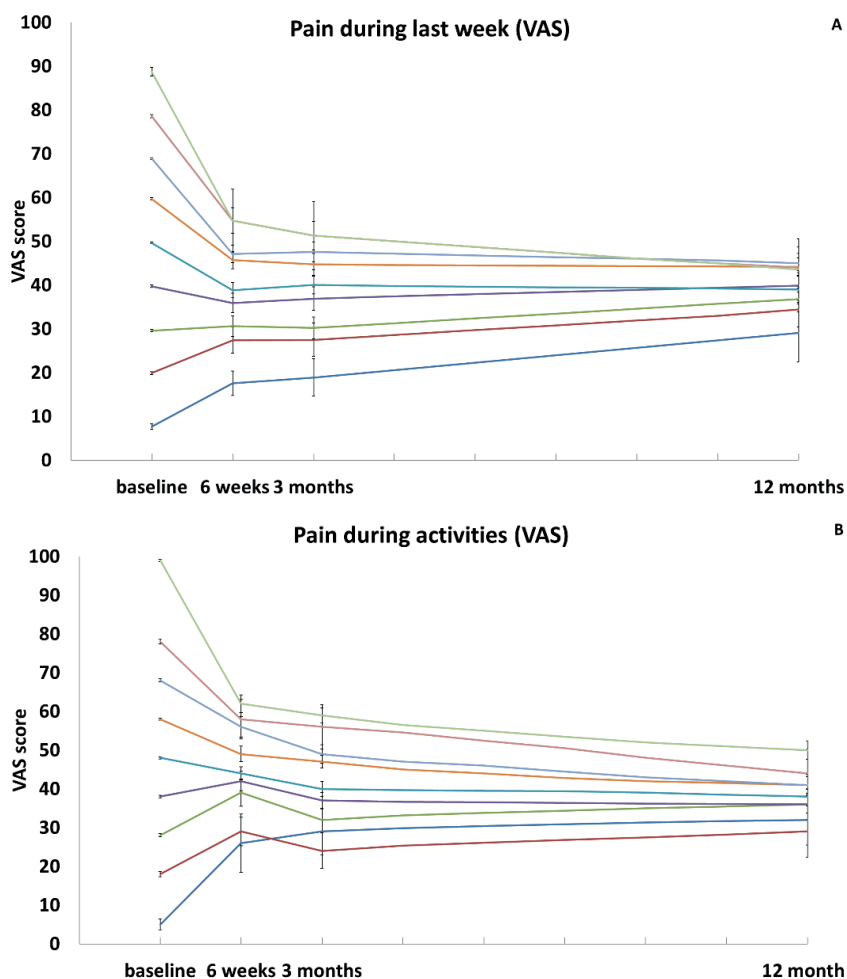 Pain during last week (VAS)
A
VAS score
100
90
80
70
60
50
40
30
20
10
0
baseline 6 weeks 3 months 12 months
Pain during activities (VAS)
B
VAS score
100
90
80
70
60
50
40
30
20
10
0
baseline 6 weeks 3 months 12 month